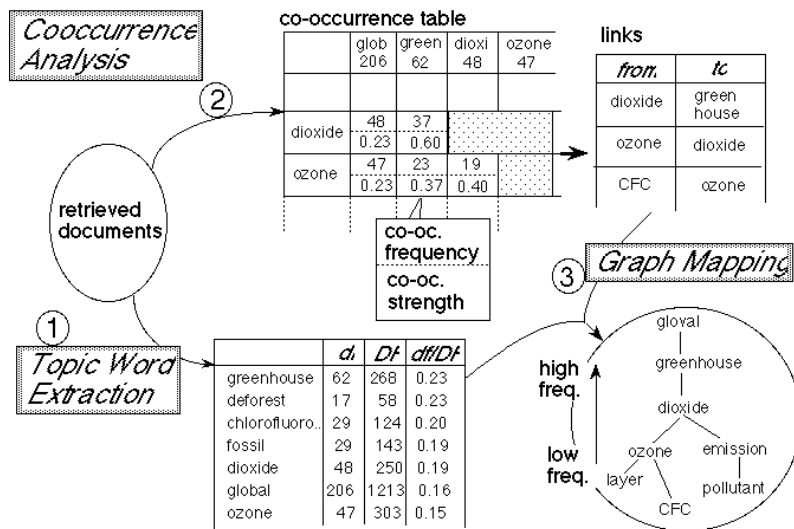 Cooccurrence
Analysis
co-occurrence table
glob green dioxi ozone
206 62 48 47
dioxide 48 37
0.23 0.60
ozone 47 23 19
0.23 0.37 0.40
co-oc.
frequency
co-oc.
strength
links
from tc
dioxide green
house
ozone dioxide
CFC ozone
2
retrieved
documents
1
Topic Word
Extraction
df/DF
greenhouse 62 268 0.23
deforest 17 58 0.23
chlorofluoro.. 29 124 0.20
fossil 29 143 0.19
dioxide 48 250 0.19
global 206 1213 0.16
ozone 47 303 0.15
3
Graph Mapping
high
freq.
low
freq.
gloval
greenhouse
dioxide
ozone emission
layer pollutant
CFC